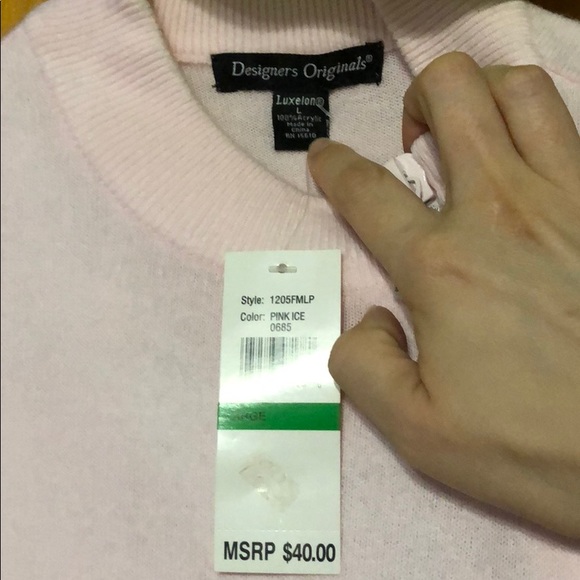 Designers Originals®
Luxelon®
L
100% Acrylic
Made in
China
Style: 1205FMLP
Color: PINK ICE
0685
MSRP $40.00